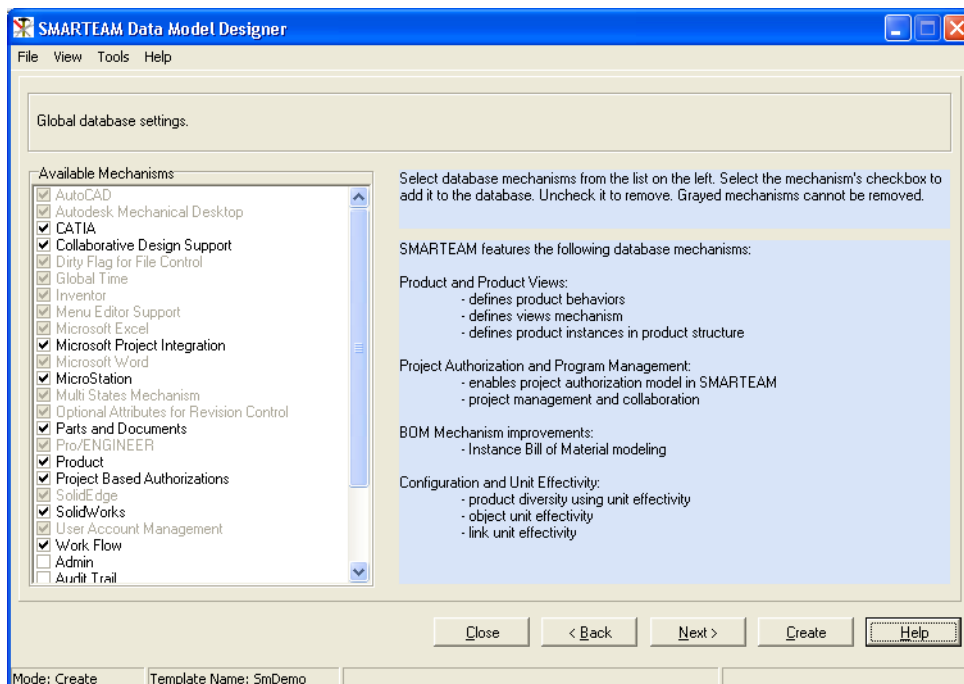 SMARTEAM Data Model Designer
File View Tools Help
Global database settings.
Available Mechanisms
AutoCAD
Autodesk Mechanical Desktop
CATIA
Collaborative Design Support
Dirty Flag for File Control
Global Time
Inventor
Menu Editor Support
Microsoft Excel
Microsoft Project Integration
Microsoft Word
MicroStation
Multi States Mechanism
Optional Attributes for Revision Control
Parts and Documents
Pro/ENGINEER
Product
Project Based Authorizations
SolidEdge
SolidWorks
User Account Management
Work Flow
Admin
Audit Trail
Select database mechanisms from the list on the left. Select the mechanism's checkbox to
add it to the database. Uncheck it to remove. Grayed mechanisms cannot be removed.
SMARTEAM features the following database mechanisms:
Product and Product Views:
- defines product behaviors
- defines views mechanism
- defines product instances in product structure
Project Authorization and Program Management:
- enables project authorization model in SMARTEAM
- project management and collaboration
BOM Mechanism improvements:
- Instance Bill of Material modeling
Configuration and Unit Effectivity:
- product diversity using unit effectivity
- object unit effectivity
- link unit effectivity
Close < Back Next > Create Help
Mode: Create Template Name: SmDemo